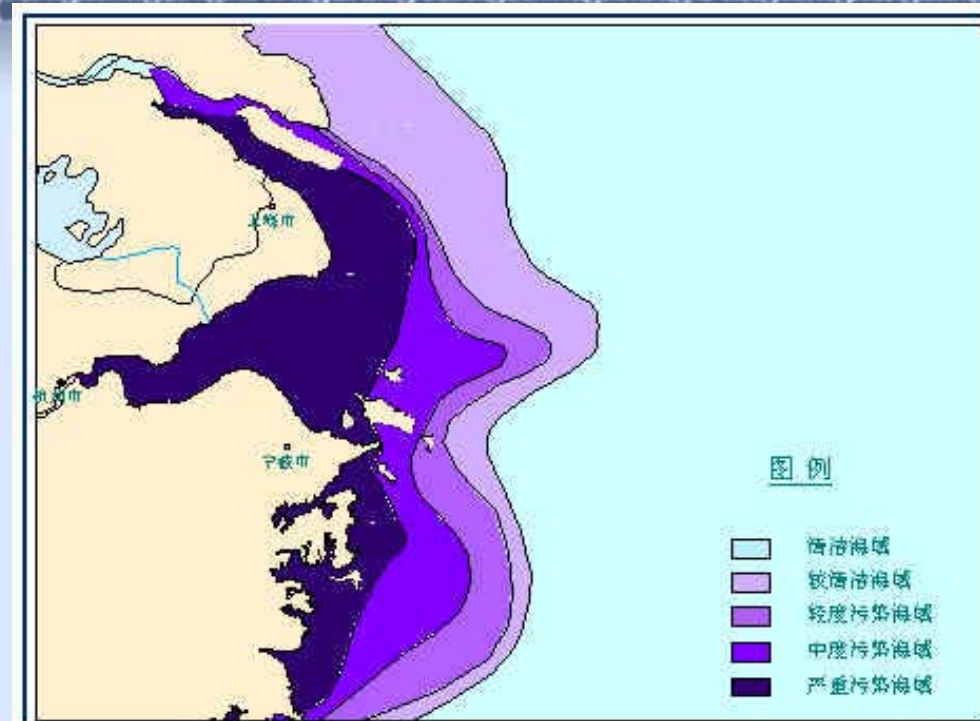 上海市
杭州市
宁波市
图 例
清洁海域
较清洁海域
轻度污染海域
中度污染海域
严重污染海域